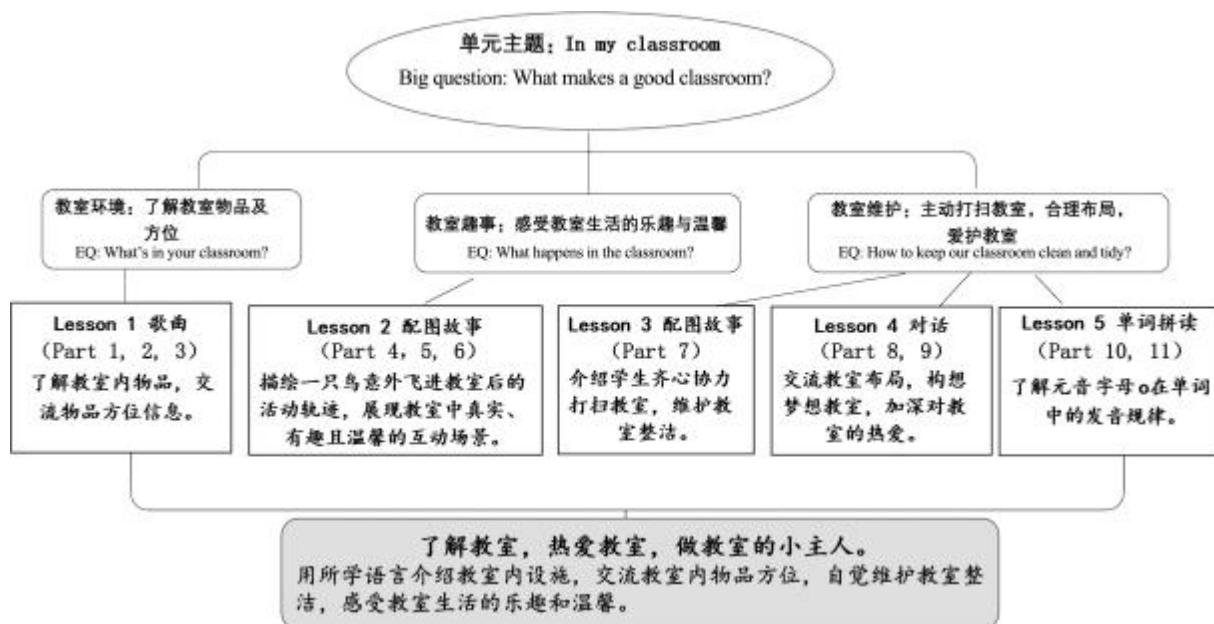 单元主题：In my classroom
Big question: What makes a good classroom?
教室环境：了解教室物品及
方位
EQ: What's in your classroom?
教室趣事：感受教室生活的乐趣与温馨
EQ: What happens in the classroom?
教室维护：主动打扫教室，合理布局，
爱护教室
EQ: How to keep our classroom clean and tidy?
Lesson 1 歌曲
(Part 1, 2, 3)
了解教室内物品，交
流物品方位信息。
Lesson 2 配图故事
(Part 4, 5, 6)
描绘一只鸟意外飞进教室后的
活动轨迹，展现教室中真实、
有趣且温馨的互动场景。
Lesson 3 配图故事
(Part 7)
介绍学生齐心协力
打扫教室，维护教
室整洁。
Lesson 4 对话
(Part 8, 9)
交流教室布局，构想
梦想教室，加深对教
室的热爱。
Lesson 5 单词拼读
(Part 10, 11)
了解元音字母o在单词
中的发音规律。
了解教室，热爱教室，做教室的小主人。
用所学语言介绍教室内设施，交流教室内物品方位，自觉维护教室整
洁，感受教室生活的乐趣和温馨。